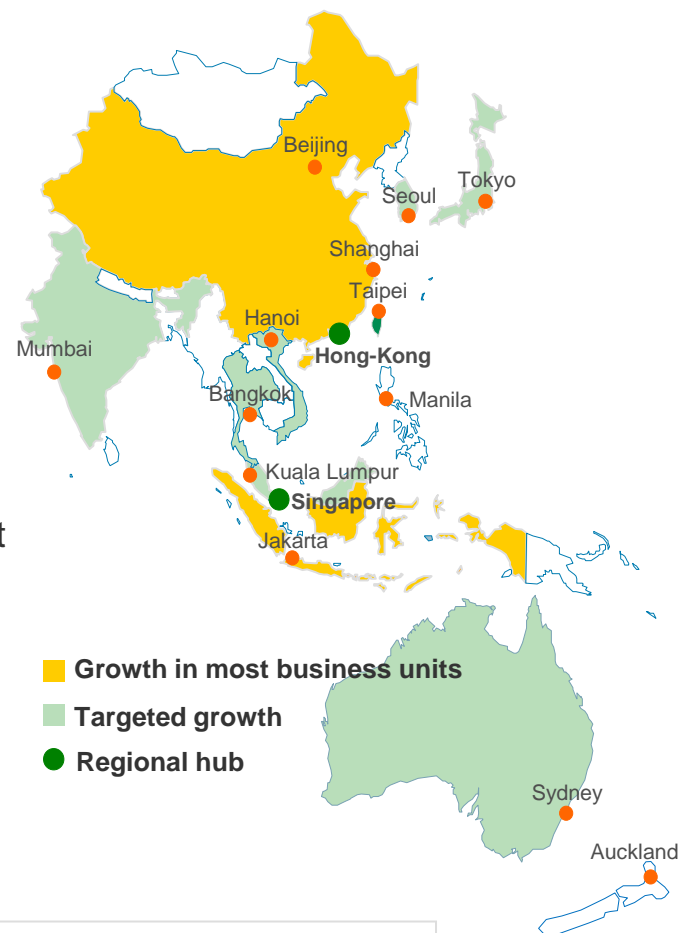 Beijing
Tokyo
Seoul
Shanghai
Taipei
Hanoi
Mumbai
Hong-Kong
Bangkok
Manila
Kuala Lumpur
Singapore
t
Jakarta
Growth in most business units
Targeted growth
Regional hub
Sydney
Auckland